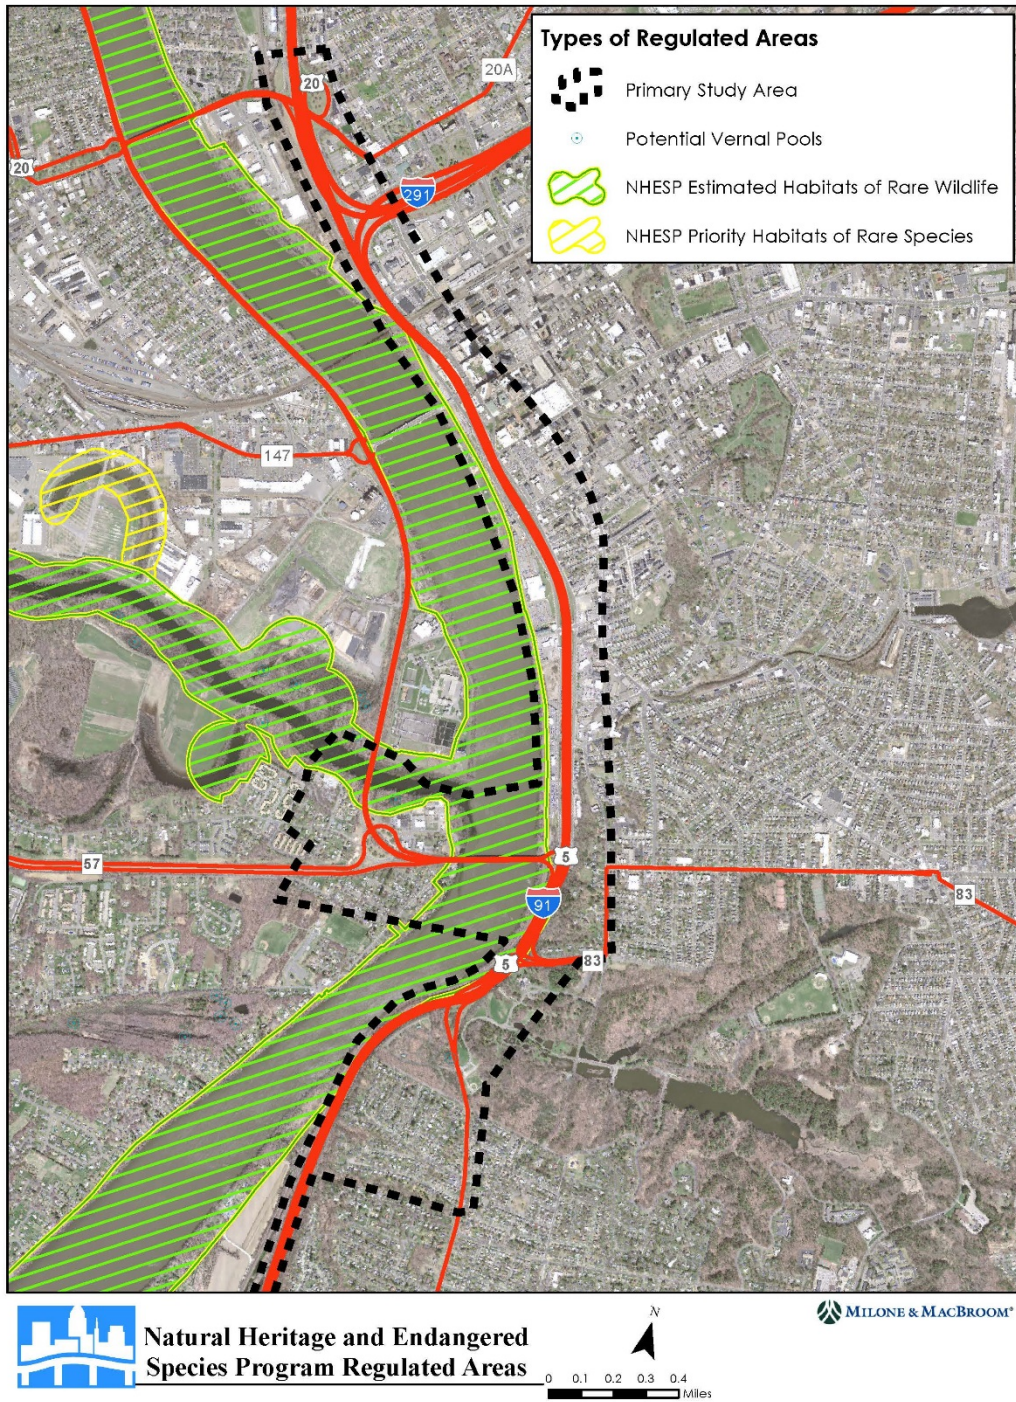 Types of Regulated Areas
Primary Study Area
Potential Vernal Pools
NHESP Estimated Habitats of Rare Wildlife
NHESP Priority Habitats of Rare Species
20A
20
20
291
147
57
5
91
83
5
83
Natural Heritage and Endangered
Species Program Regulated Areas
N
0 0.1 0.2 0.3 0.4
Miles
MILONE & MACBROOM®